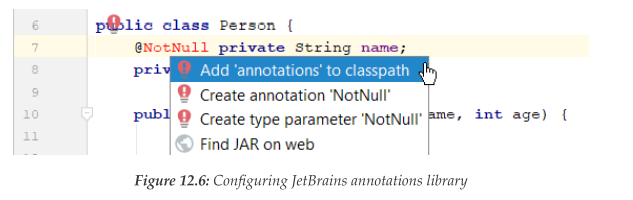 6 public class Person {
7 @NotNull private String name;
8 priv
Add 'annotations' to classpath
9
Create annotation 'NotNull'
10 publ ame, int age) {
Create type parameter 'NotNull'
11
Find JAR on web
Figure 12.6: Configuring JetBrains annotations library